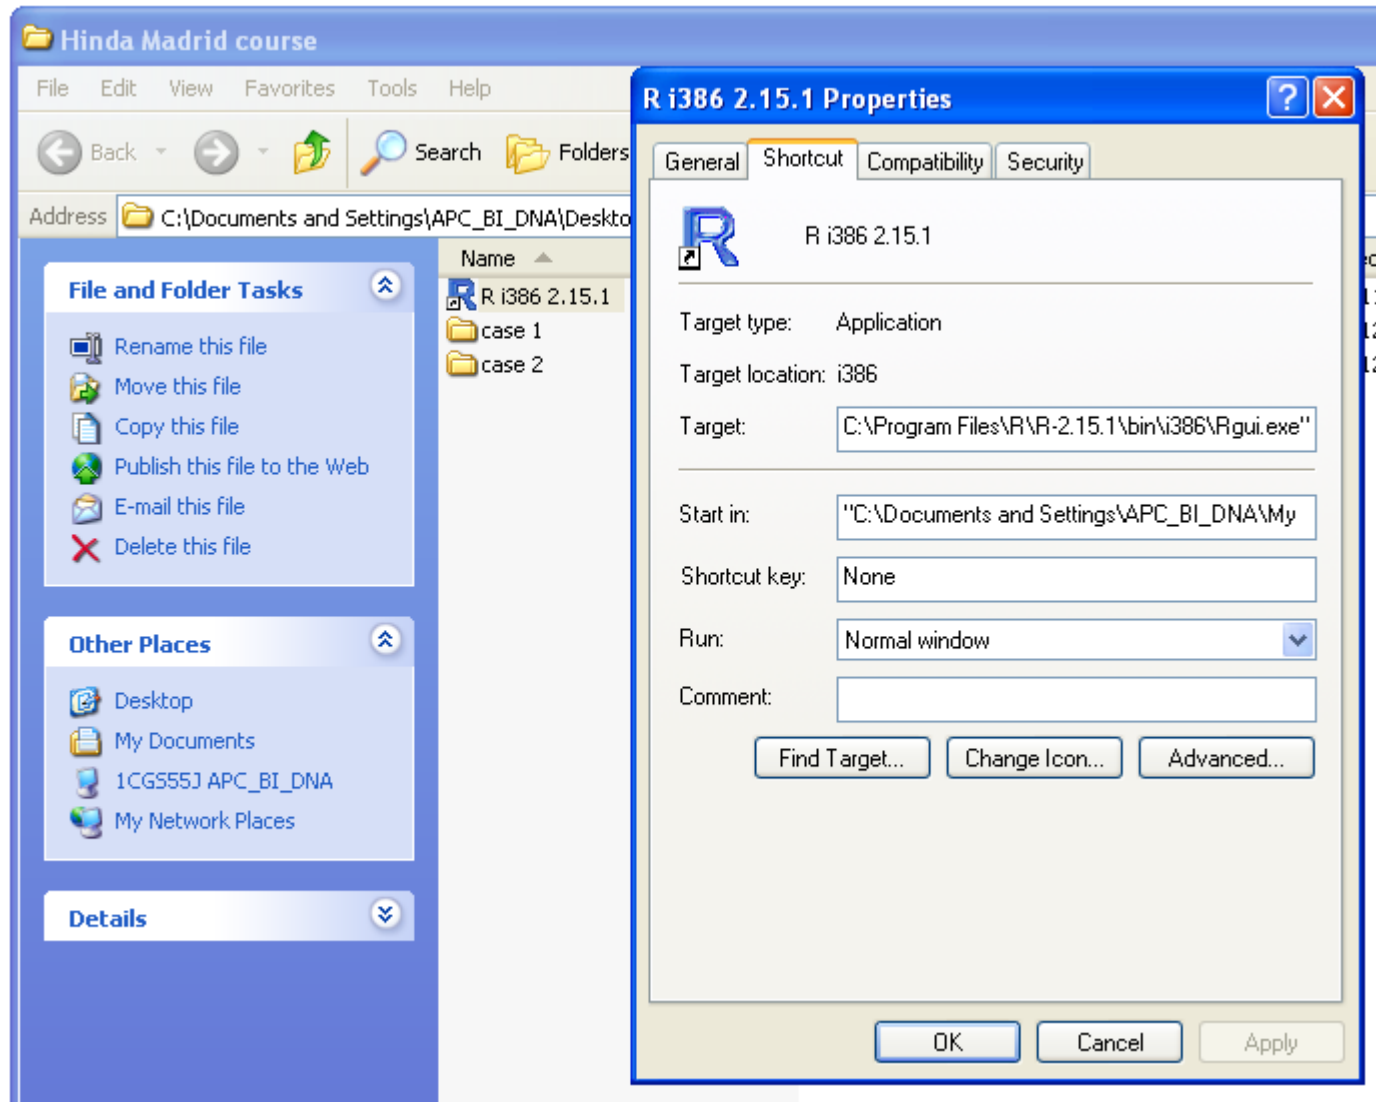 Hinda Madrid course
File Edit View Favorites Tools Help
Back Search Folders
Address C:\Documents and Settings\APC_BI_DNA\Deskto
File and Folder Tasks
Rename this file
Move this file
Copy this file
Publish this file to the Web
E-mail this file
Delete this file
Other Places
Desktop
My Documents
1CGS55J APC_BI_DNA
My Network Places
Details
Name
R i386 2.15.1
case 1
case 2
R i386 2.15.1 Properties
General Shortcut Compatibility Security
R i386 2.15.1
Target type: Application
Target location: i386
Target: C:\Program Files\R\R-2.15.1\bin\i386\Rgui.exe"
Start in: "C:\Documents and Settings\APC_BI_DNA\My
Shortcut key: None
Run: Normal window
Comment:
Find Target... Change Icon... Advanced...
OK Cancel Apply